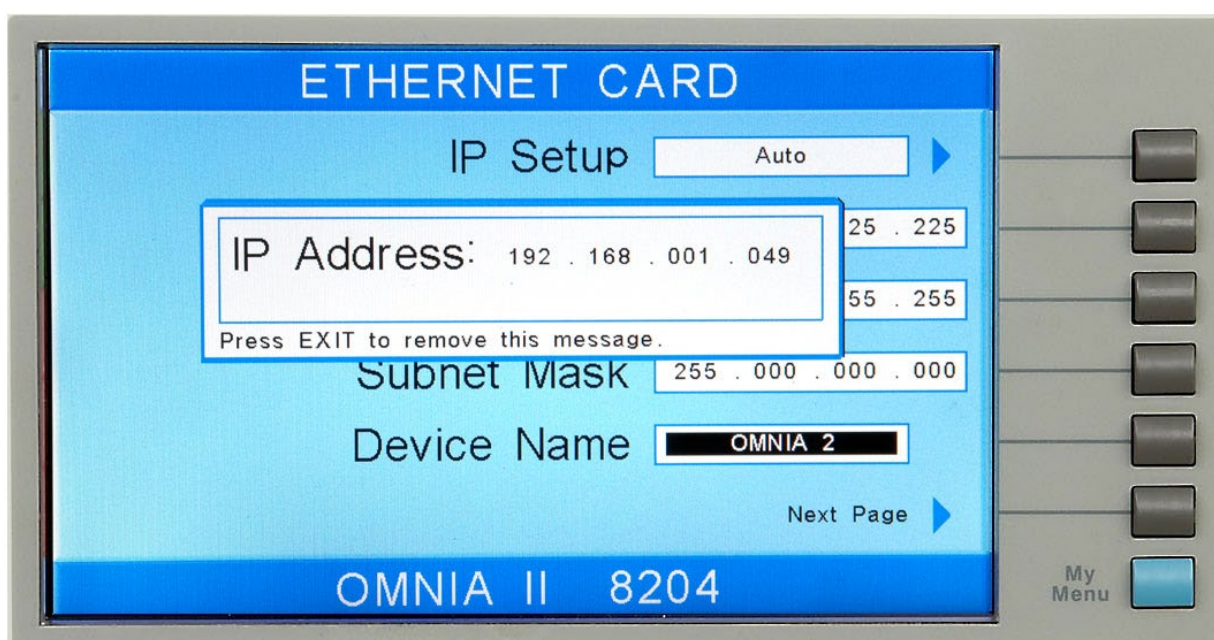 ETHERNET CARD
IP Setup Auto
25 . 225
IP Address: 192 . 168 . 001 . 049
55 . 255
Press EXIT to remove this message.
Subnet Mask 255 . 000 . 000 . 000
Device Name OMNIA 2
Next Page
OMNIA II 8204
My
Menu